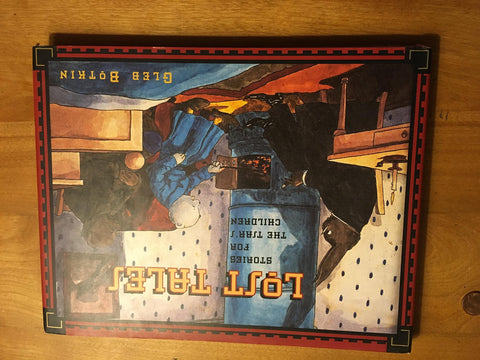 LOST TALES
STORIES
FOR
THE TSAR'S
CHILDREN
GLEB BOTKIN